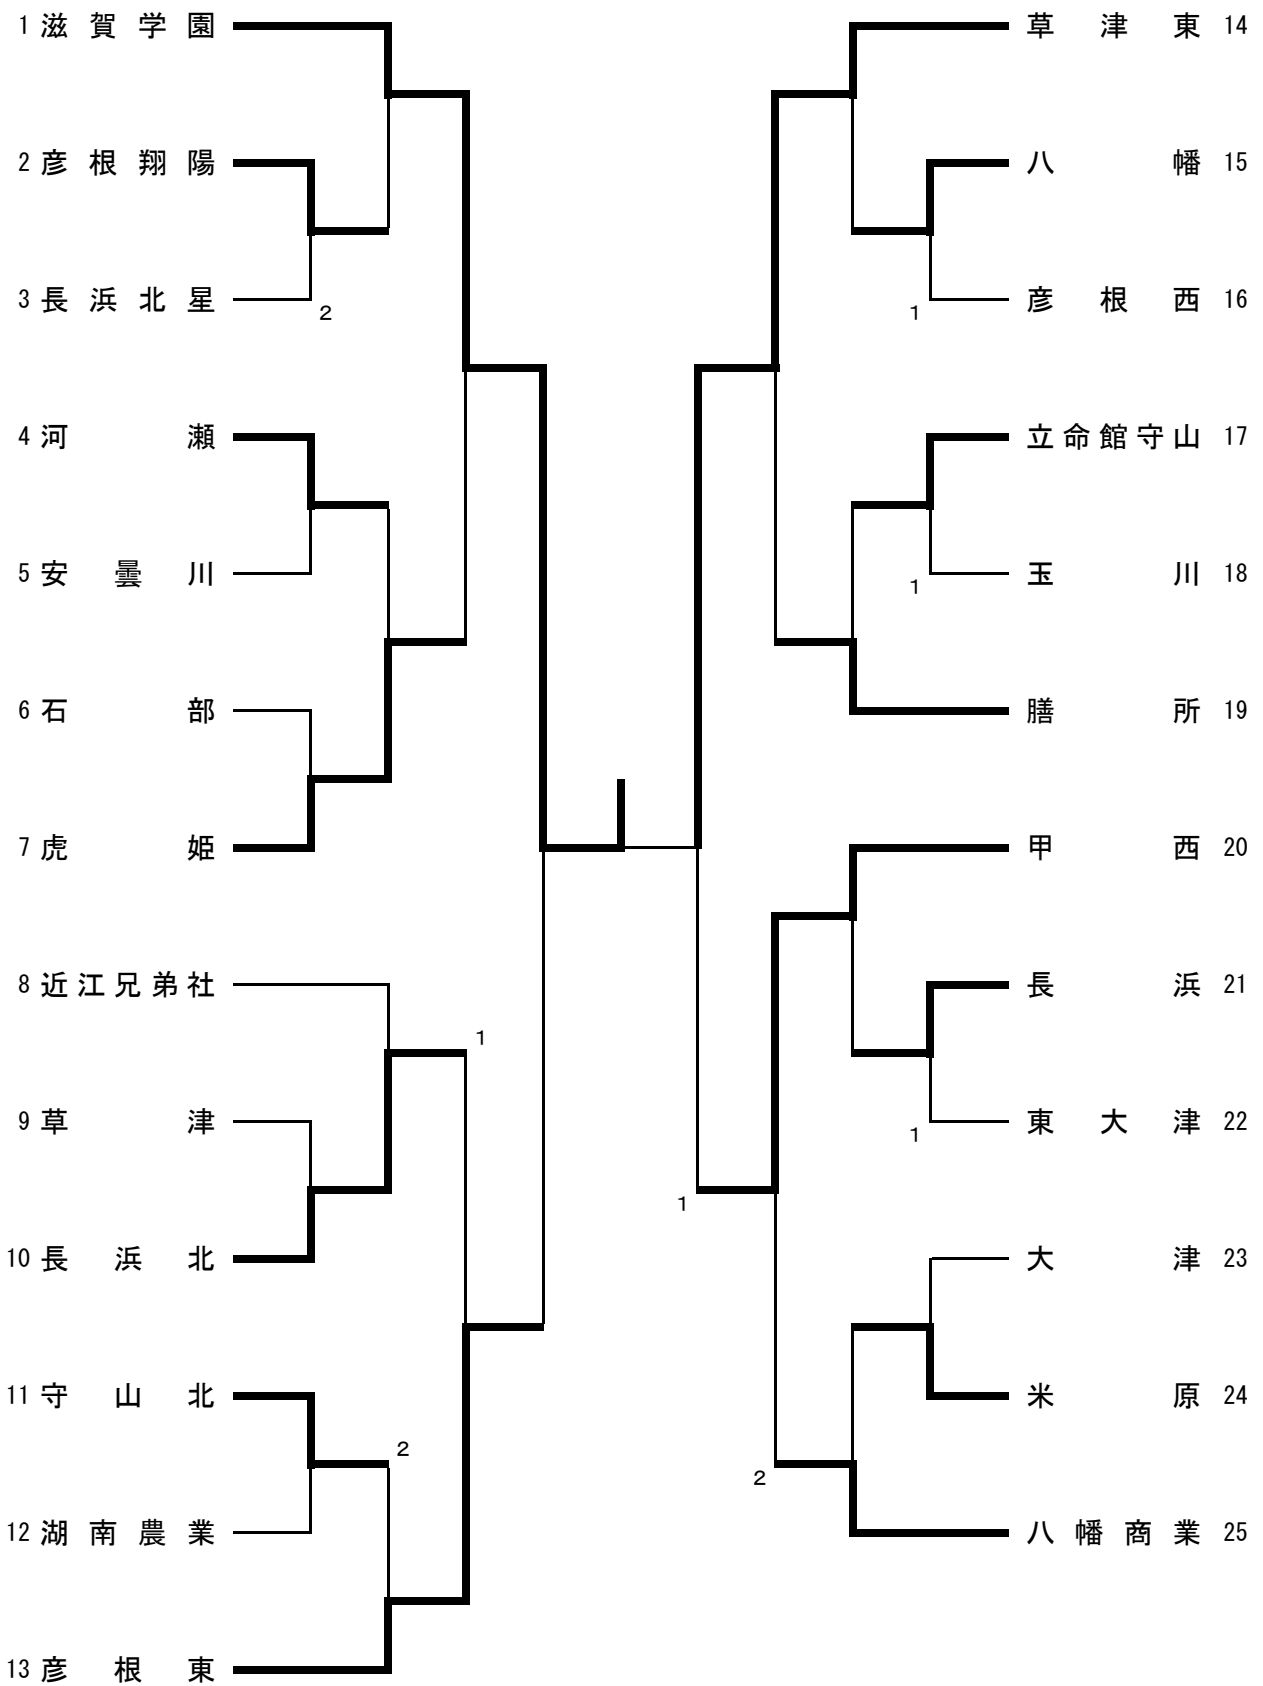 1 滋賀学園
2 彦根翔陽
3 長浜北星
2
4 河瀬
5 安曇川
6 石部
7 虎姫
8 近江兄弟社
1
9 草津
10 長浜北
11 守山北
2
12 湖南農業
13 彦根東
草津東 14
八幡 15
彦根西 16
1
立命館守山 17
玉川 18
1
膳所 19
甲西 20
長浜 21
東大津 22
1
1
大津 23
米原 24
2
八幡商業 25